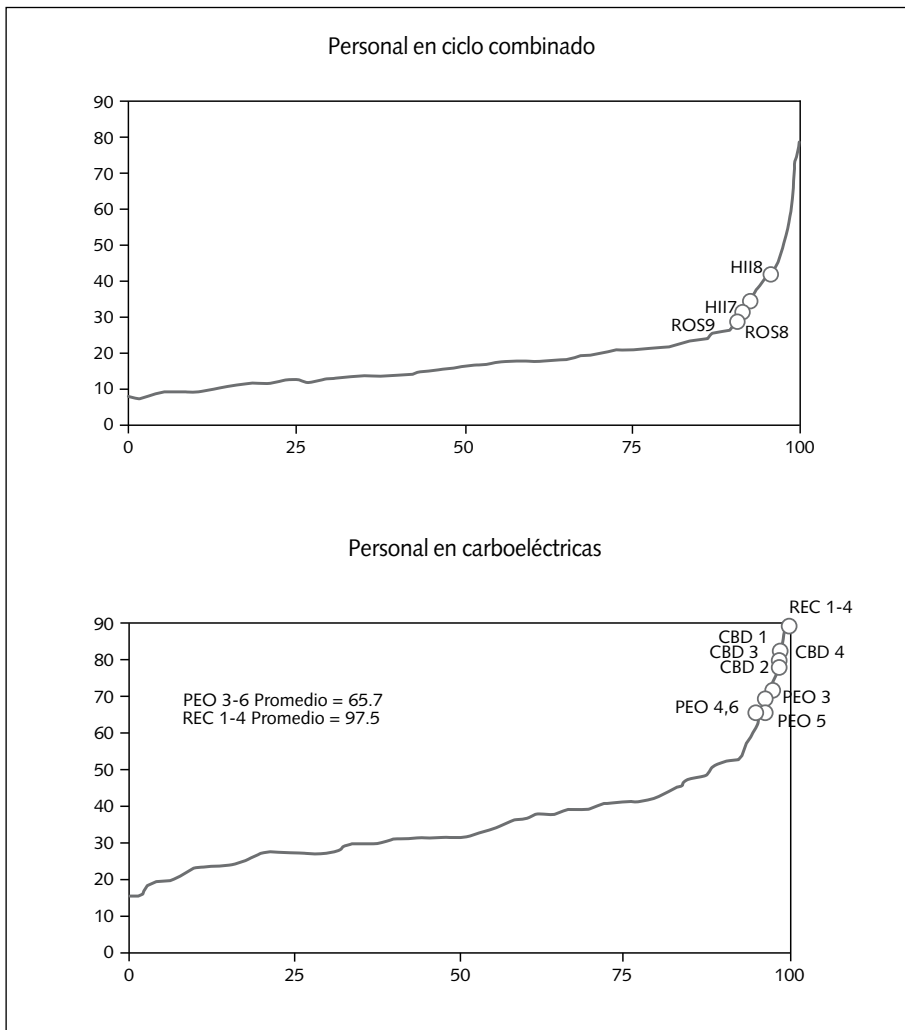 Personal en ciclo combinado
90
80
70
60
50
40
30
20
10
0
HII8
HII7
ROS9
ROS8
0 25 50 75 100
Personal en carboeléctricas
REC 1-4
90
80
70
60
50
40
30
20
10
0
CBD 1
CBD 3
CBD 4
CBD 2
PEO 3-6 Promedio = 65.7
REC 1-4 Promedio = 97.5
PEO 3
PEO 4,6
PEO 5
0 25 50 75 100